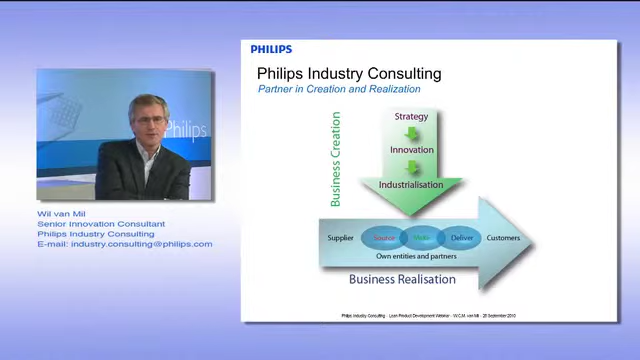 Philips
Wil van Mil
Senior Innovation Consultant
Philips Industry Consulting
E-mail: industry.consulting@philips.com
PHILIPS
Philips Industry Consulting
Partner in Creation and Realization
Business Creation
Strategy
Innovation
Industrialisation
Supplier
Source
Make
Deliver
Customers
Own entities and partners
Business Realisation
Philips Industry Consulting - Lean Product Development Webinar - W.C.M. van Mil - 29 September 2010